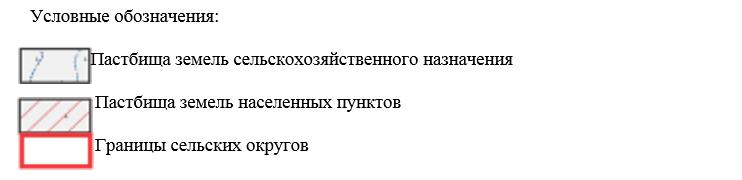 Условные обозначения:
Пастбища земель сельскохозяйственного назначения
Пастбища земель населенных пунктов
Границы сельских округов